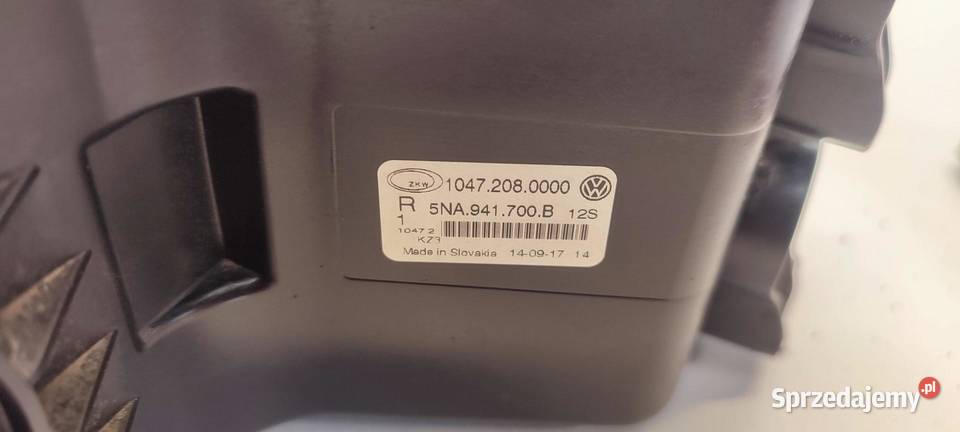 ZKW 1047.208.0000
R 5NA.941.700.B 12S
1
1047.2
KZ3
Made in Slovakia 14-09-17 14
Sprzedajemy.pl